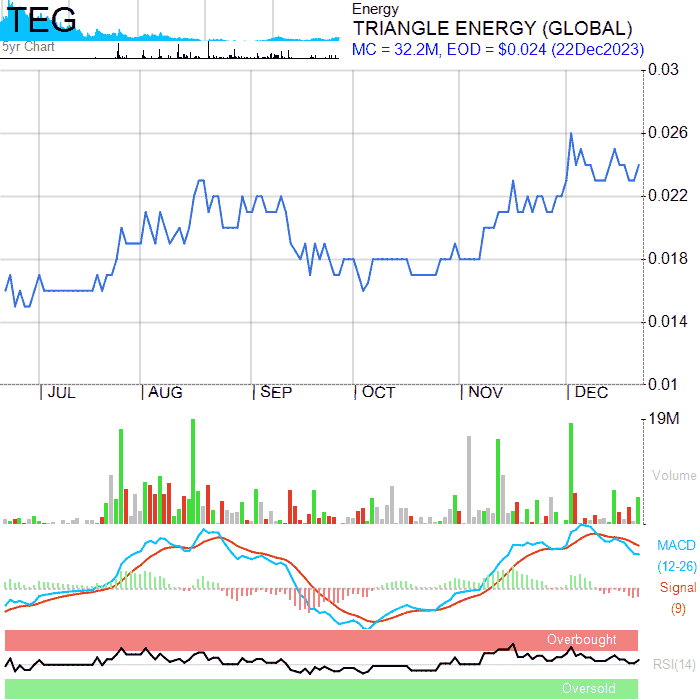 TEG
5yr Chart
Energy
TRIANGLE ENERGY (GLOBAL)
MC = 32.2M, EOD = $0.024 (22Dec2023)
0.03
0.026
0.022
0.018
0.014
0.01
JUL AUG SEP OCT NOV DEC
19M
Volume
MACD
(12-26)
Signal
(9)
Overbought
RSI(14)
Oversold